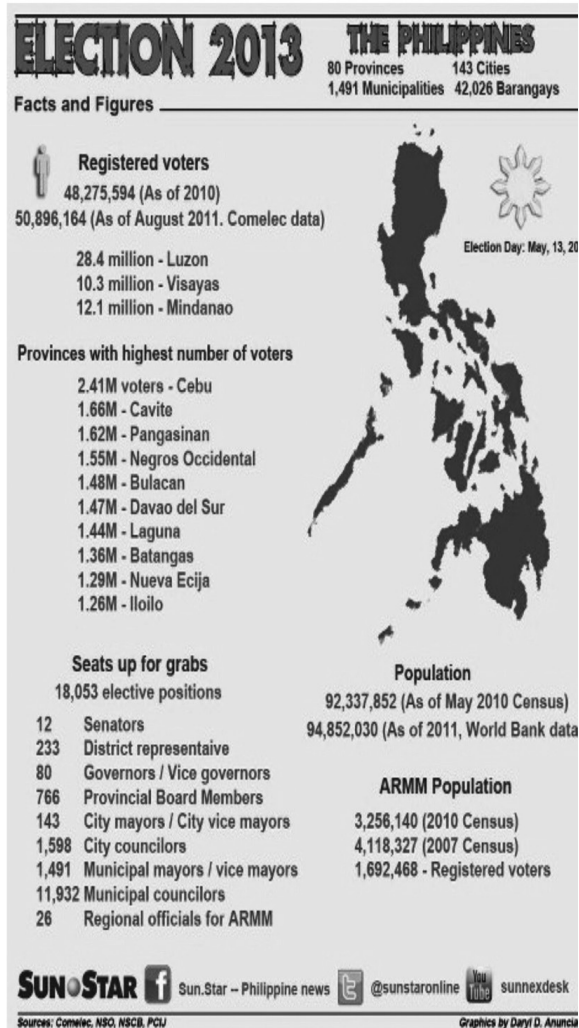 ELECTION 2013
THE PHILIPPINES
80 Provinces 143 Cities
1,491 Municipalities 42,026 Barangays
Facts and Figures
Registered voters
48,275,594 (As of 2010)
50,896,164 (As of August 2011. Comelec data)
28.4 million - Luzon
10.3 million - Visayas
12.1 million - Mindanao
Election Day: May, 13, 20
Provinces with highest number of voters
2.41M voters - Cebu
1.66M - Cavite
1.62M - Pangasinan
1.55M - Negros Occidental
1.48M - Bulacan
1.47M - Davao del Sur
1.44M - Laguna
1.36M - Batangas
1.29M - Nueva Ecija
1.26M - Iloilo
Seats up for grabs
18,053 elective positions
12 Senators
233 District representaive
80 Governors / Vice governors
766 Provincial Board Members
143 City mayors / City vice mayors
1,598 City councilors
1,491 Municipal mayors / vice mayors
11,932 Municipal councilors
26 Regional officials for ARMM
Population
92,337,852 (As of May 2010 Census)
94,852,030 (As of 2011, World Bank data
ARMM Population
3,256,140 (2010 Census)
4,118,327 (2007 Census)
1,692,468 - Registered voters
SUN STAR f Sun.Star -- Philippine news t @sunstaronline You Tube sunnexdesk
Sources: Comelec, NSO, NSCB, PCIJ
Graphics by Daryl D. Anuncia